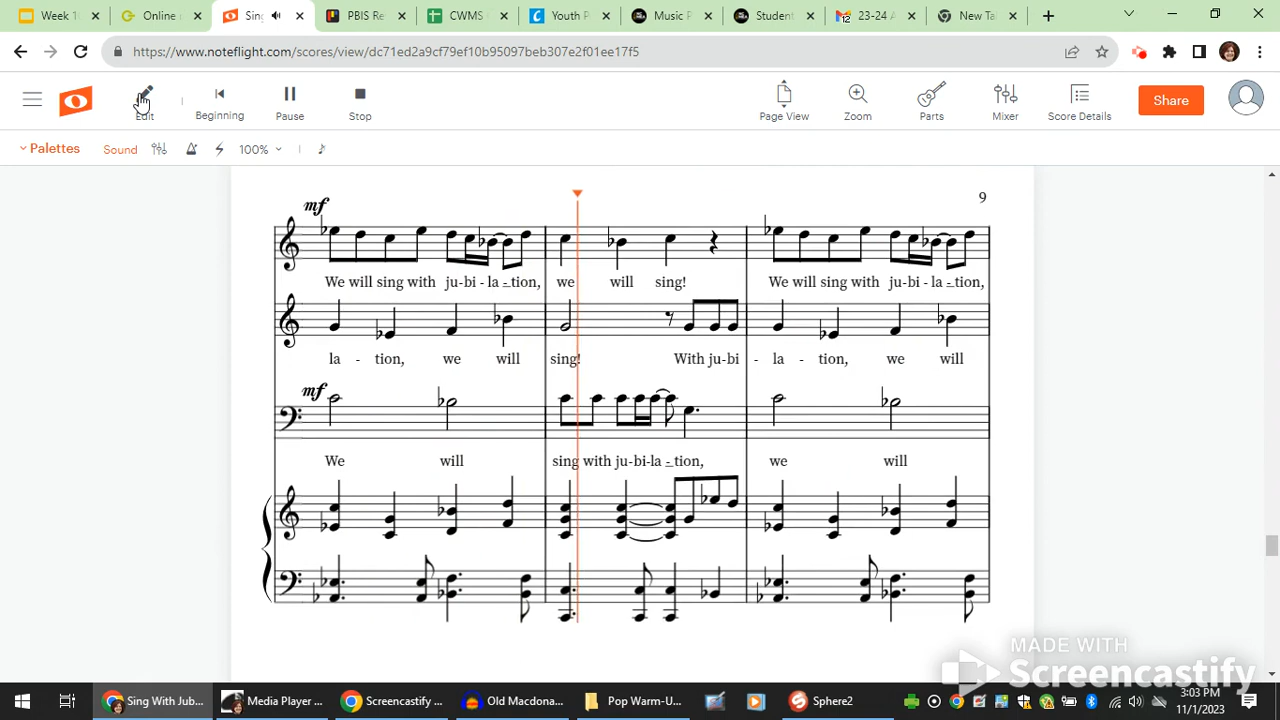 Week 1
Online
Sing
PBIS Re
CWMS
Youth P
Music P
Student
23-24 A
New Ta
https://www.noteflight.com/scores/view/dc71ed2a9cf79ef10b95097beb307e2f01ee17f5
Edit
Beginning
Pause
Stop
Page View
Zoom
Parts
Mixer
Score Details
Share
Palettes
Sound
100%
9
mf
We will sing with ju-bi - la - tion, we will sing! We will sing with ju-bi - la - tion,
la - tion, we will sing! With ju-bi - la - tion, we will
mf
We will sing with ju-bi-la - tion, we will
MADE WITH
Screencastify
Sing With Jub...
Media Player ...
Screencastify ...
Old Macdona...
Pop Warm-U...
Sphere2
3:03 PM
11/1/2023